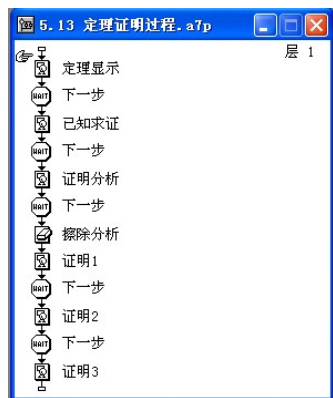 5.13 定理证明过程.a7p
层 1
定理显示
WAIT 下一步
已知求证
WAIT 下一步
证明分析
WAIT 下一步
擦除分析
证明1
WAIT 下一步
证明2
WAIT 下一步
证明3